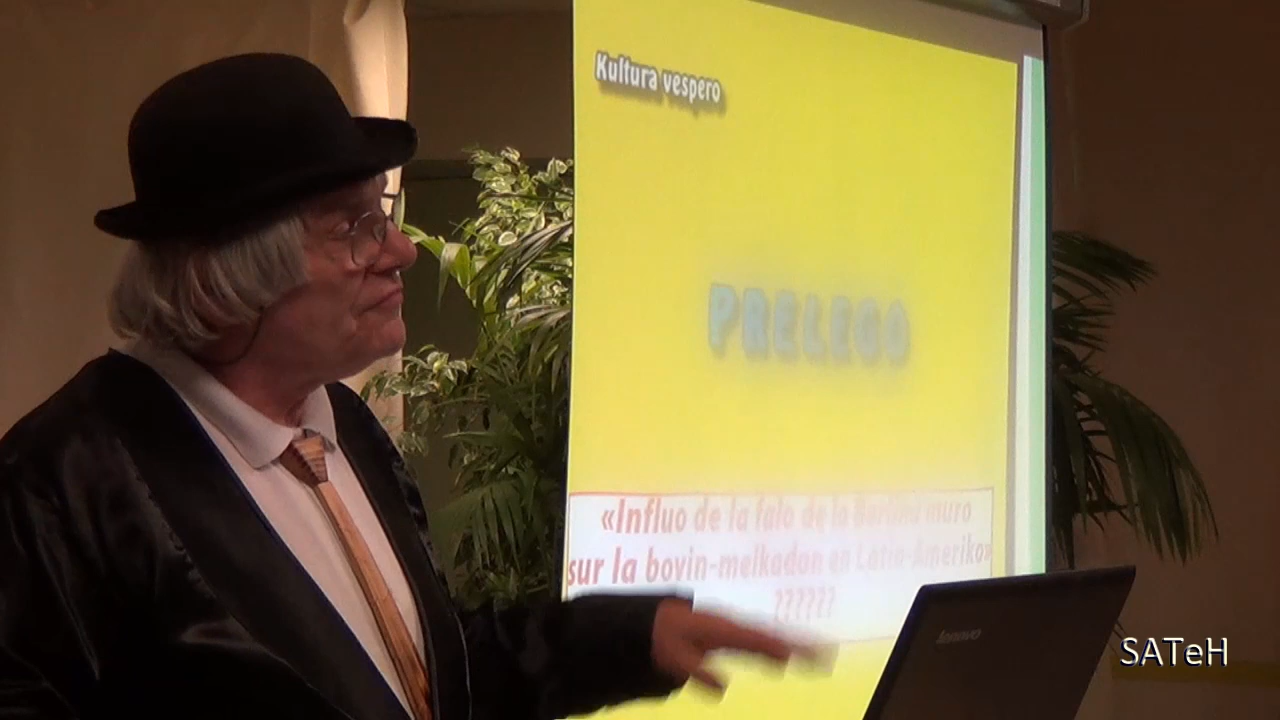 Kultura vespero
PRELEGO
«Influo de la falo de la Berlina muro
sur la bovin-melkadon en Latin-Ameriko»
??????
lenovo
SATeH